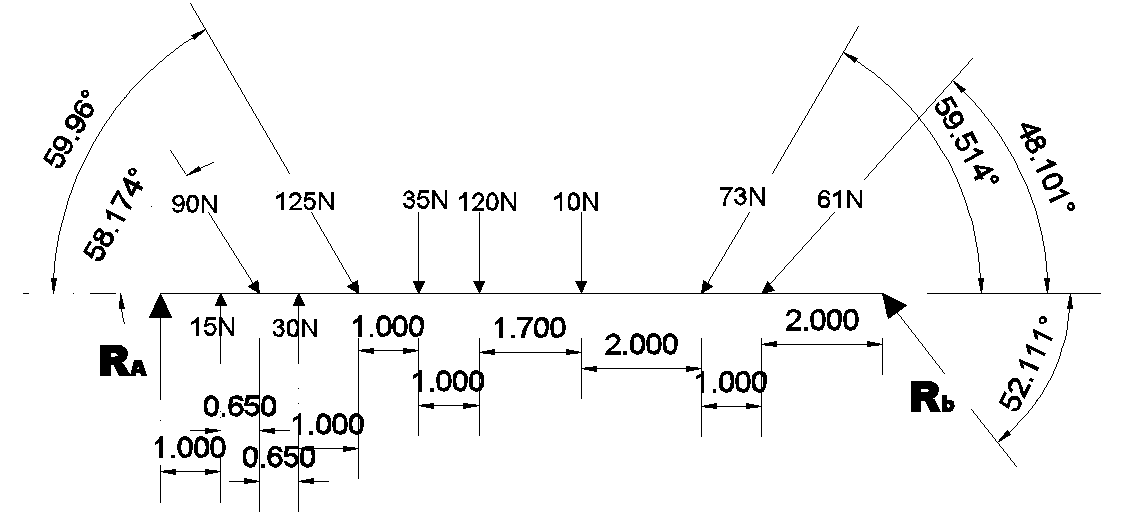 59.96°
58.174°
90N
125N
35N
120N
10N
73N
61N
59.514°
48.101°
15N
30N
1.000
1.700
2.000
2.000
52.111°
RA
1.000
1.000
Rb
0.650
1.000
1.000
0.650